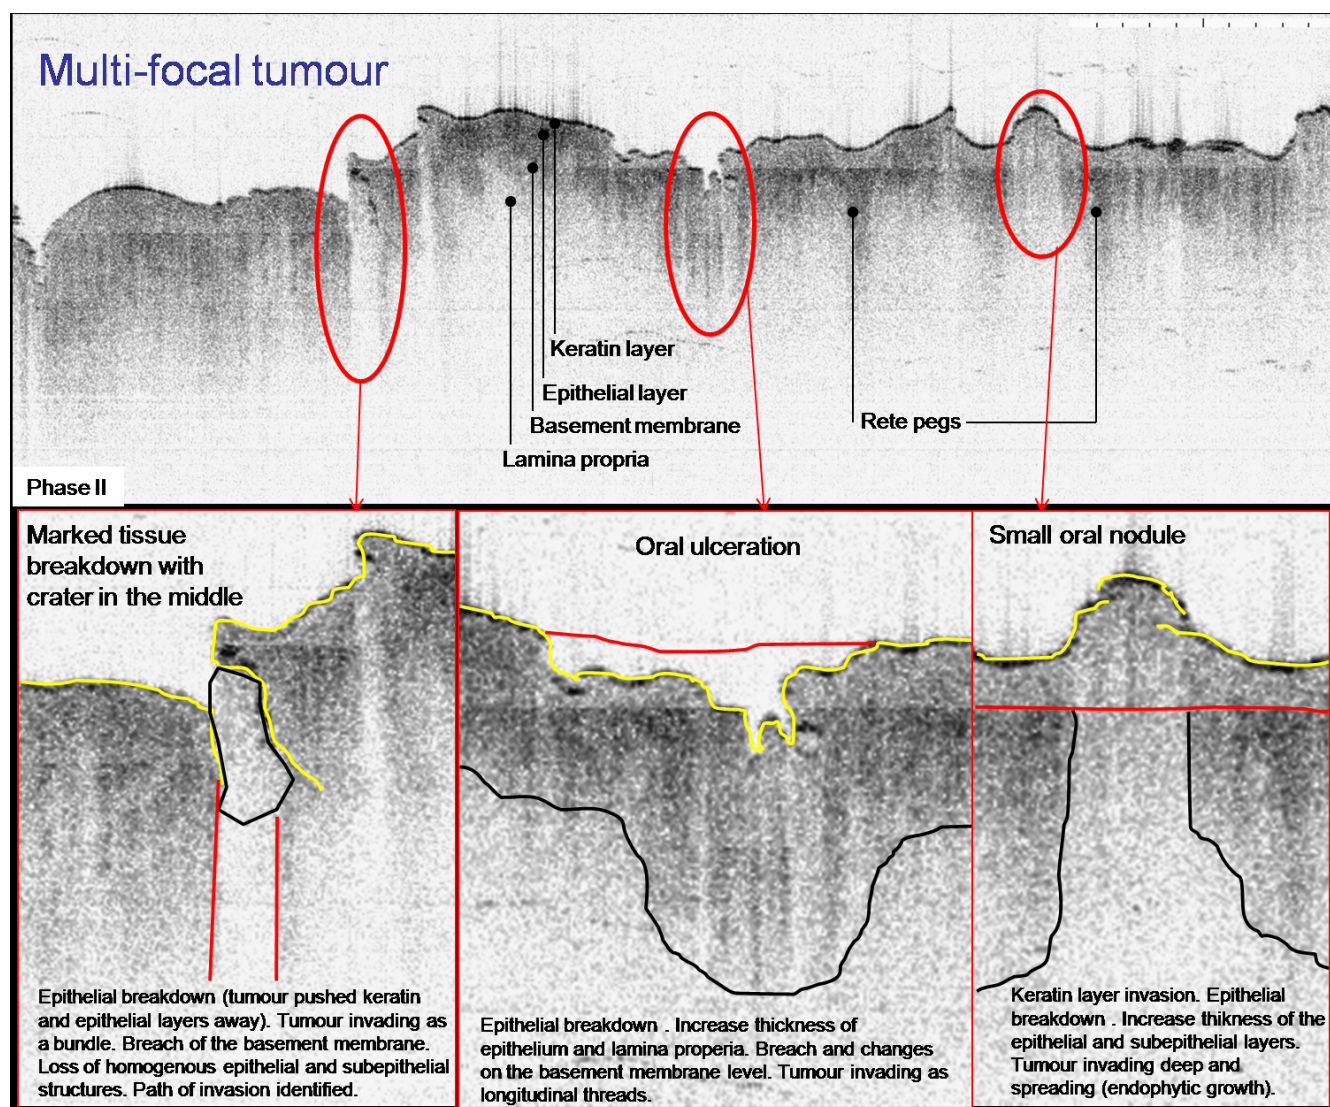 Multi-focal tumour
Keratin layer
Epithelial layer
Basement membrane
Lamina propria
Rete pegs
Phase II
Marked tissue
breakdown with
crater in the middle
Epithelial breakdown (tumour pushed keratin
and epithelial layers away). Tumour invading as
a bundle. Breach of the basement membrane.
Loss of homogenous epithelial and subepithelial
structures. Path of invasion identified.
Oral ulceration
Epithelial breakdown . Increase thickness of
epithelium and lamina properia. Breach and changes
on the basement membrane level. Tumour invading as
longitudinal threads.
Small oral nodule
Keratin layer invasion. Epithelial
breakdown . Increase thikness of the
epithelial and subepithelial layers.
Tumour invading deep and
spreading (endophytic growth).